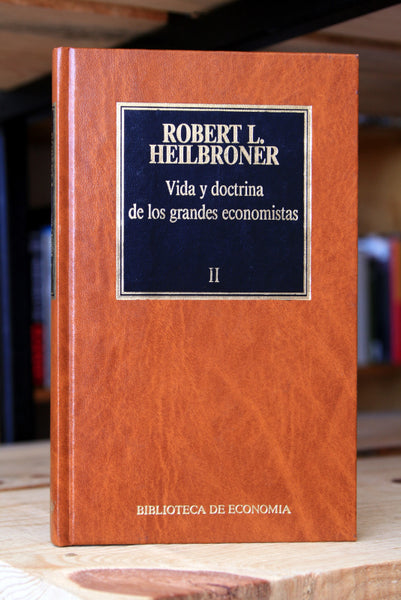 ROBERT L.
HEILBRONER
Vida y doctrina
de los grandes economistas
II
BIBLIOTECA DE ECONOMIA